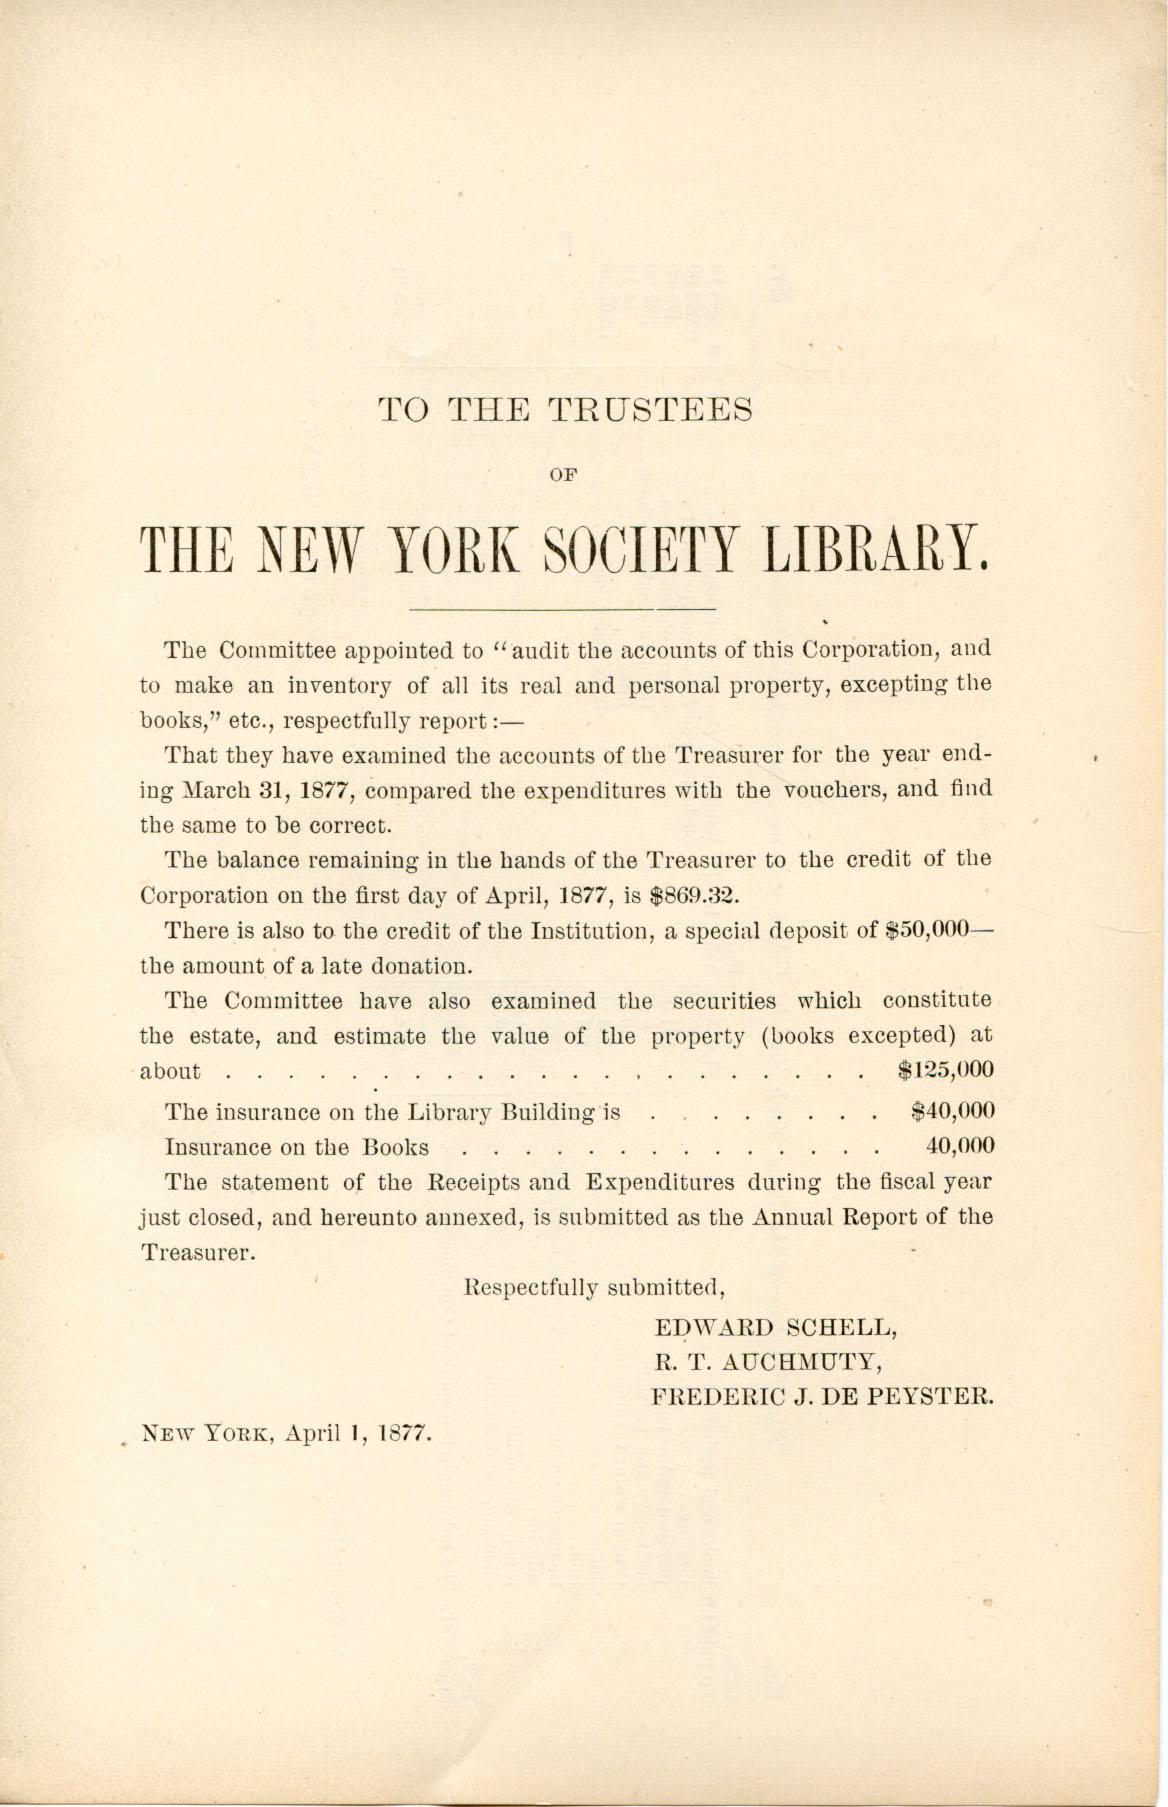 TO THE TRUSTEES
OF
THE NEW YORK SOCIETY LIBRARY.
The Committee appointed to "audit the accounts of this Corporation, and
to make an inventory of all its real and personal property, excepting the
books," etc., respectfully report:—
That they have examined the accounts of the Treasurer for the year end-
ing March 31, 1877, compared the expenditures with the vouchers, and find
the same to be correct.
The balance remaining in the hands of the Treasurer to the credit of the
Corporation on the first day of April, 1877, is $869.32.
There is also to the credit of the Institution, a special deposit of $50,000—
the amount of a late donation.
The Committee have also examined the securities which constitute
the estate, and estimate the value of the property (books excepted) at
about . . . . . . . . . . . . . . . . . . . . . $125,000
The insurance on the Library Building is . . . . . . . . $40,000
Insurance on the Books . . . . . . . . . . . . . . 40,000
The statement of the Receipts and Expenditures during the fiscal year
just closed, and hereunto annexed, is submitted as the Annual Report of the
Treasurer.
Respectfully submitted,
EDWARD SCHELL,
R. T. AUCHMUTY,
FREDERIC J. DE PEYSTER.
NEW YORK, April 1, 1877.